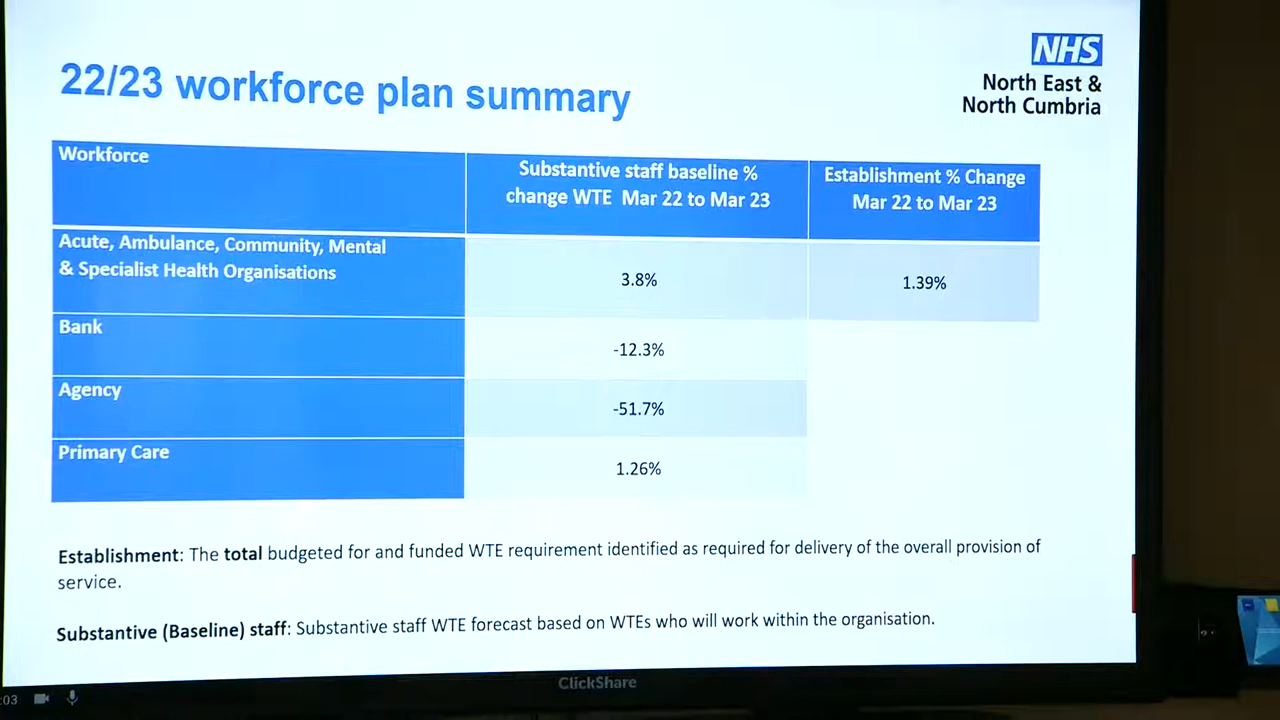 NHS
North East &
North Cumbria
22/23 workforce plan summary
Workforce
Substantive staff baseline %
change WTE Mar 22 to Mar 23
Establishment % Change
Mar 22 to Mar 23
Acute, Ambulance, Community, Mental
& Specialist Health Organisations
3.8%
1.39%
Bank
-12.3%
Agency
-51.7%
Primary Care
1.26%
Establishment: The total budgeted for and funded WTE requirement identified as required for delivery of the overall provision of
service.
Substantive (Baseline) staff: Substantive staff WTE forecast based on WTEs who will work within the organisation.
:03
ClickShare